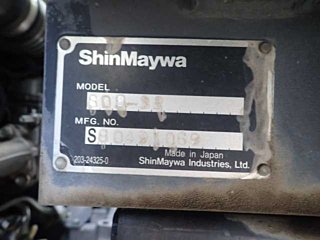 ShinMaywa
MODEL
MFG. NO.
Made in Japan
203-24325-0 ShinMaywa Industries, Ltd.